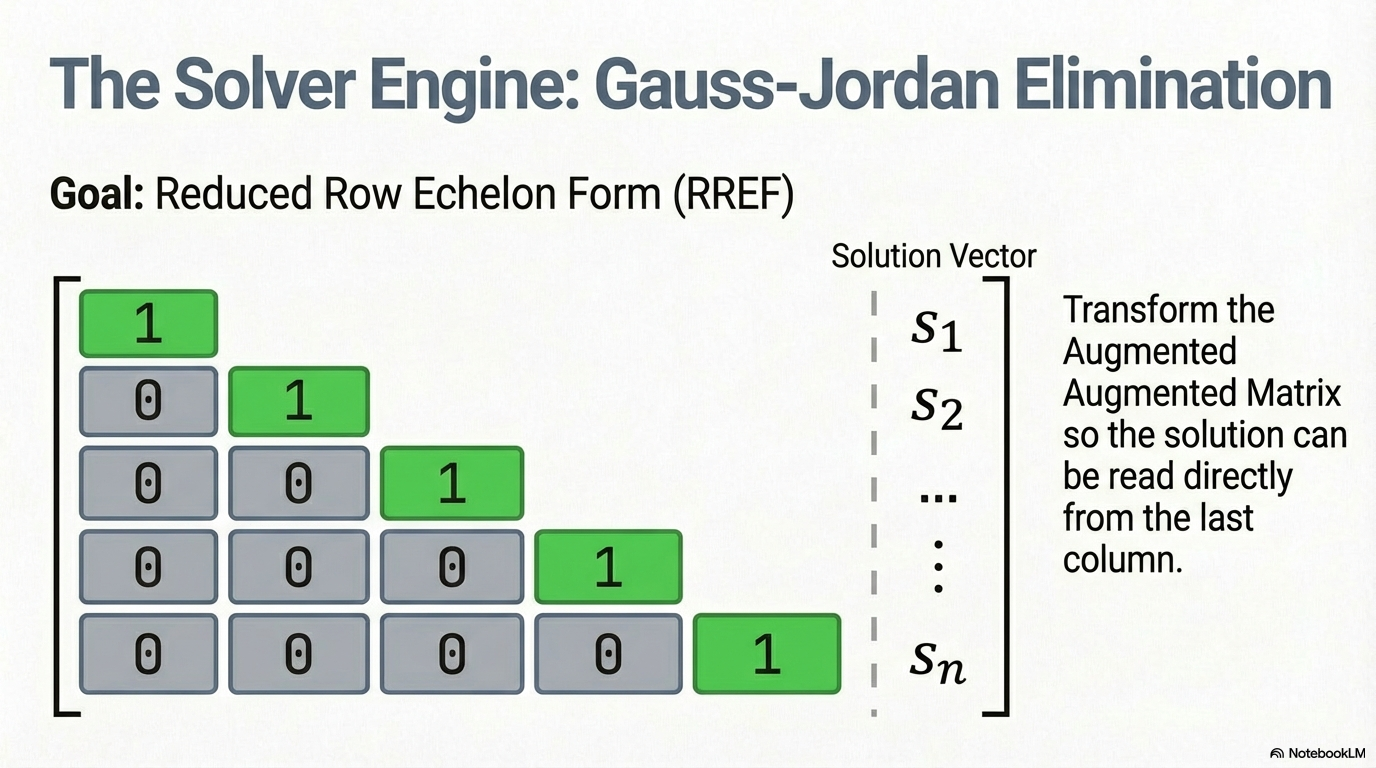 The Solver Engine: Gauss-Jordan Elimination
Goal: Reduced Row Echelon Form (RREF)
Solution Vector
1 s₁
0 1 s₂
0 0 1 ...
0 0 0 1 ⋮
0 0 0 0 1 sₙ
Transform the
Augmented
Augmented Matrix
so the solution can
be read directly
from the last
column.
NotebookLM